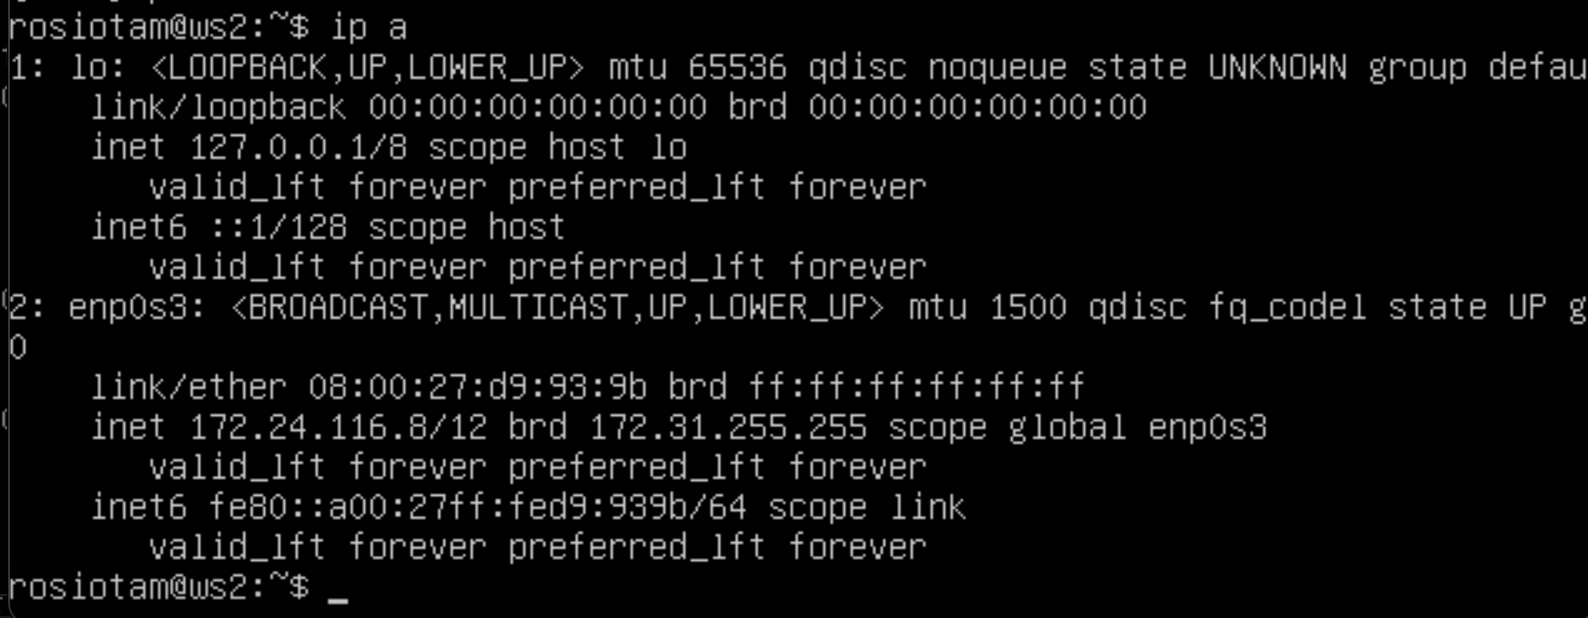 rosiotam@ws2:~$ ip a
1: lo: <LOOPBACK,UP,LOWER_UP> mtu 65536 qdisc noqueue state UNKNOWN group defau
    link/loopback 00:00:00:00:00:00 brd 00:00:00:00:00:00
    inet 127.0.0.1/8 scope host lo
       valid_lft forever preferred_lft forever
    inet6 ::1/128 scope host
       valid_lft forever preferred_lft forever
2: enp0s3: <BROADCAST,MULTICAST,UP,LOWER_UP> mtu 1500 qdisc fq_codel state UP g
0
    link/ether 08:00:27:d9:93:9b brd ff:ff:ff:ff:ff:ff
    inet 172.24.116.8/12 brd 172.31.255.255 scope global enp0s3
       valid_lft forever preferred_lft forever
    inet6 fe80::a00:27ff:fed9:939b/64 scope link
       valid_lft forever preferred_lft forever
rosiotam@ws2:~$ _